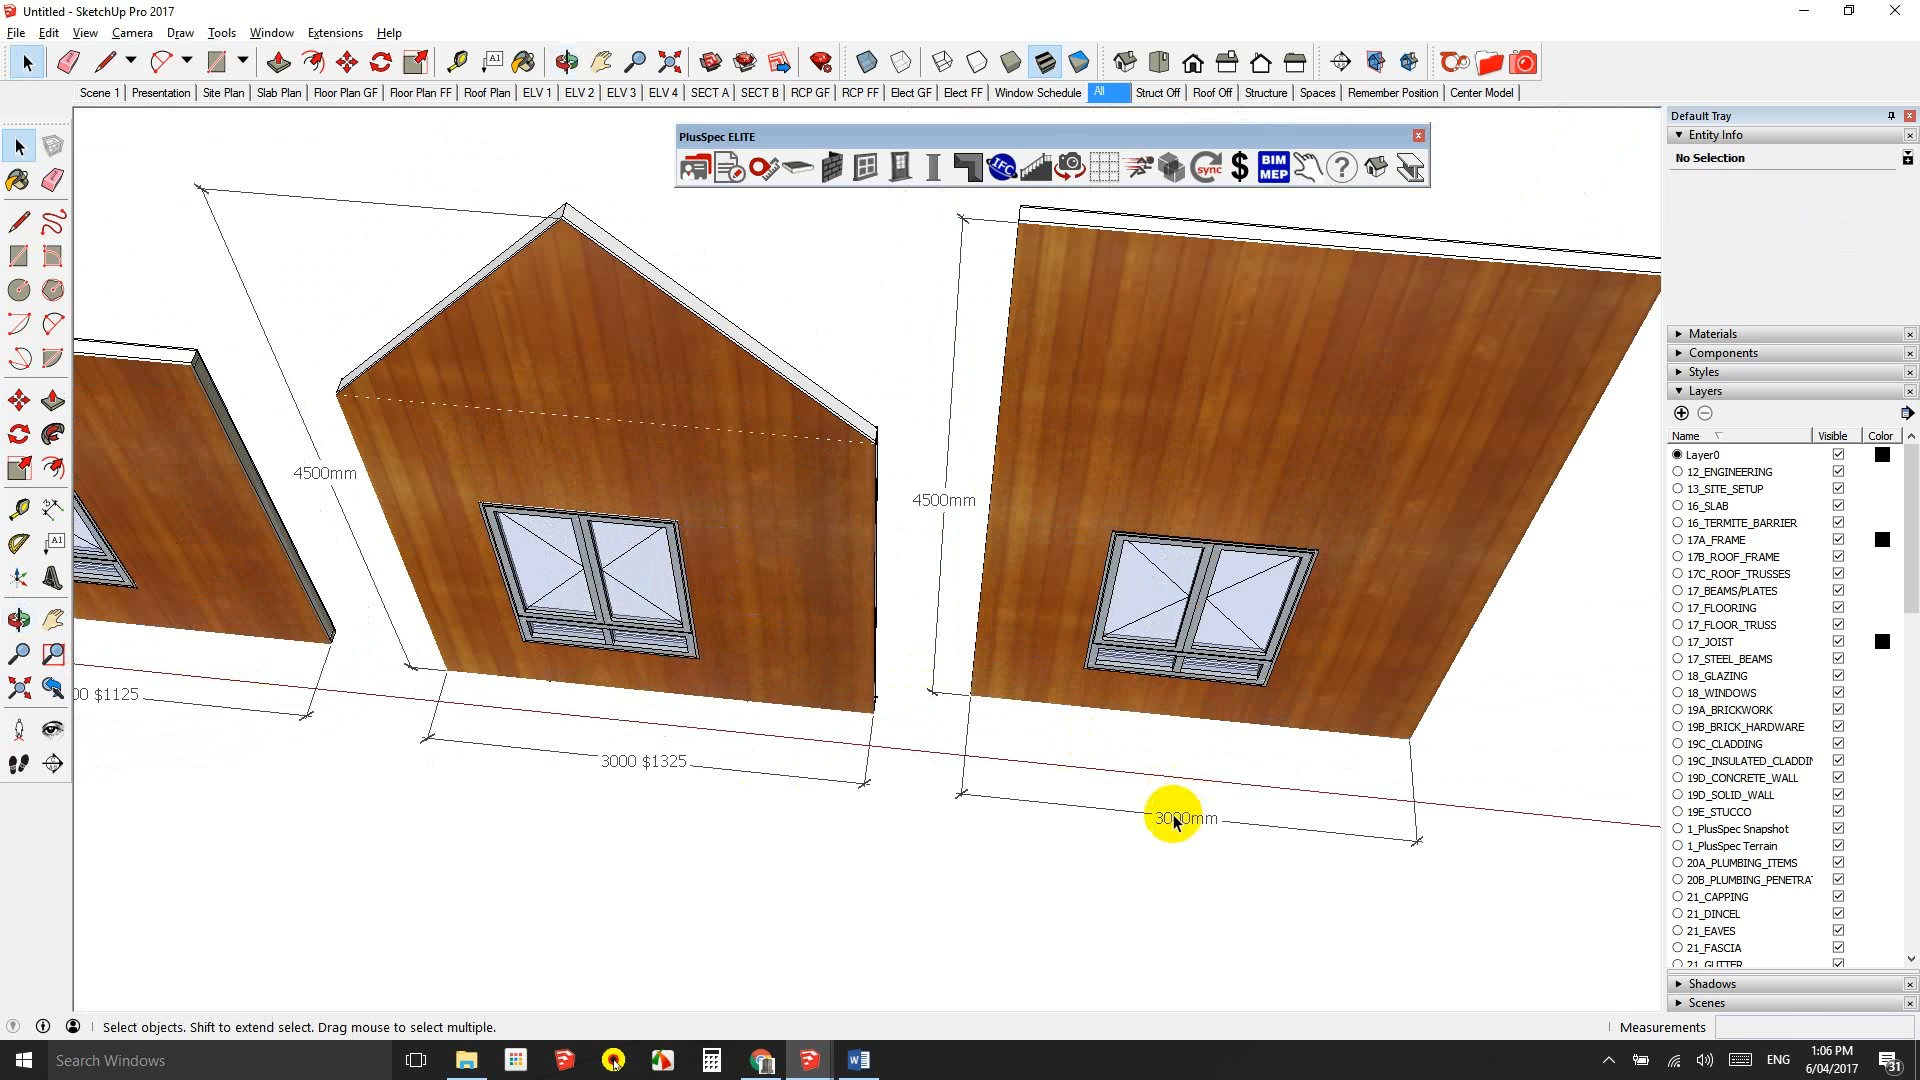 Untitled - SketchUp Pro 2017
File Edit View Camera Draw Tools Window Extensions Help
A1
Scene 1 Presentation Site Plan Slab Plan Floor Plan GF Floor Plan FF Roof Plan ELV 1 ELV 2 ELV 3 ELV 4 SECT A SECT B RCP GF RCP FF Elect GF Elect FF Window Schedule All Struct Off Roof Off Structure Spaces Remember Position Center Model
Default Tray
Entity Info
No Selection
PlusSpec ELITE
IFC sync $ BIM MEP ?
Materials
Components
Styles
Layers
Name Visible Color
Layer0
12_ENGINEERING
13_SITE_SETUP
16_SLAB
16_TERMITE_BARRIER
17A_FRAME
17B_ROOF_FRAME
17C_ROOF_TRUSSES
17_BEAMS/PLATES
17_FLOORING
17_FLOOR_TRUSS
17_JOIST
17_STEEL_BEAMS
18_GLAZING
18_WINDOWS
19A_BRICKWORK
19B_BRICK_HARDWARE
19C_CLADDING
19C_INSULATED_CLADDIN
19D_CONCRETE_WALL
19D_SOLID_WALL
19E_STUCCO
1_PlusSpec Snapshot
1_PlusSpec Terrain
20A_PLUMBING_ITEMS
20B_PLUMBING_PENETRA
21_CAPPING
21_DINCEL
21_EAVES
21_FASCIA
21_GUTTER
Shadows
Scenes
A1
4500mm
4500mm
00 $1125
3000 $1325
3000mm
Select objects. Shift to extend select. Drag mouse to select multiple.
Measurements
Search Windows
ENG
1:06 PM
6/04/2017
31